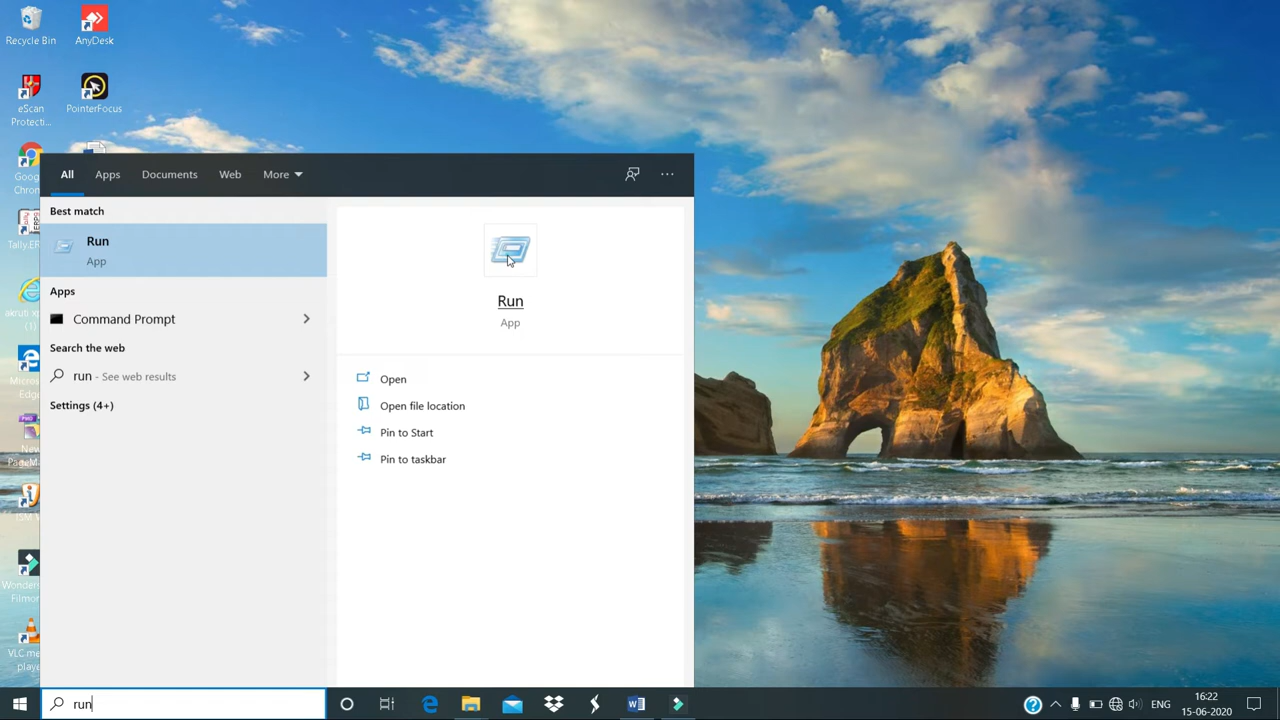 Recycle Bin
AnyDesk
eScan
Protecti...
PointerFocus
All
Apps
Documents
Web
More
Best match
Run
App
Apps
Command Prompt
Search the web
run - See web results
Settings (4+)
Run
App
Open
Open file location
Pin to Start
Pin to taskbar
run
ENG
16:22
15-06-2020